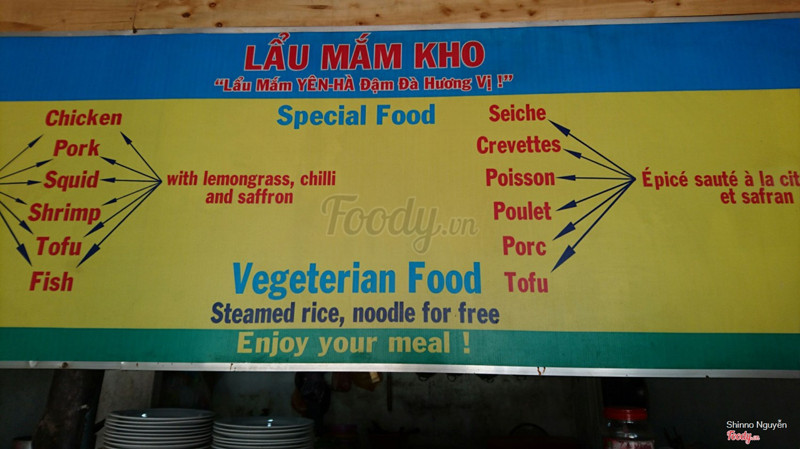 LẨU MẮM KHO
"Lẩu Mắm YÊN-HÀ Đậm Đà Hương Vị !"
Special Food
Chicken
Pork
Squid
Shrimp
Tofu
Fish
with lemongrass, chilli
and saffron
Seiche
Crevettes
Poisson
Poulet
Porc
Tofu
Épicé sauté à la cit
et safran
Foody.vn
Vegeterian Food
Steamed rice, noodle for free
Enjoy your meal !
Shinno Nguyễn
Foody.vn